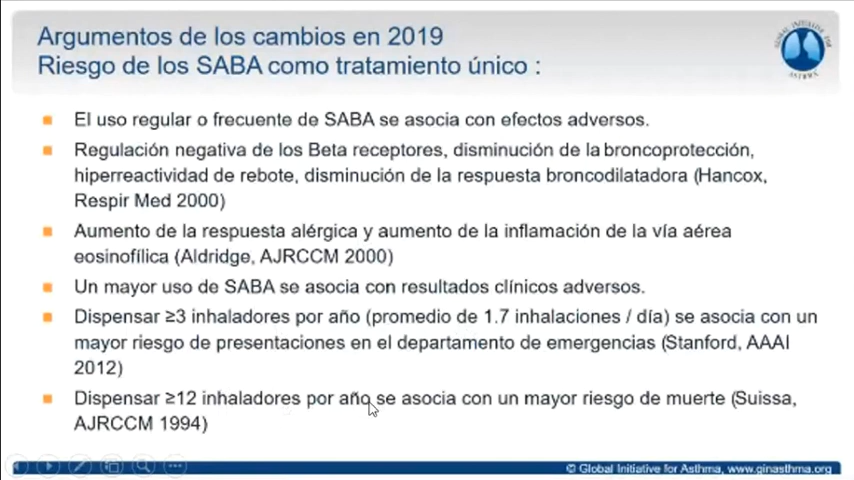 Argumentos de los cambios en 2019
Riesgo de los SABA como tratamiento único :
GLOBAL INITIATIVE FOR
ASTHMA
El uso regular o frecuente de SABA se asocia con efectos adversos.
Regulación negativa de los Beta receptores, disminución de la broncoprotección,
hiperreactividad de rebote, disminución de la respuesta broncodilatadora (Hancox,
Respir Med 2000)
Aumento de la respuesta alérgica y aumento de la inflamación de la vía aérea
eosinofílica (Aldridge, AJRCCM 2000)
Un mayor uso de SABA se asocia con resultados clínicos adversos.
Dispensar ≥3 inhaladores por año (promedio de 1.7 inhalaciones / día) se asocia con un
mayor riesgo de presentaciones en el departamento de emergencias (Stanford, AAAI
2012)
Dispensar ≥12 inhaladores por año se asocia con un mayor riesgo de muerte (Suissa,
AJRCCM 1994)
© Global Initiative for Asthma, www.ginasthma.org